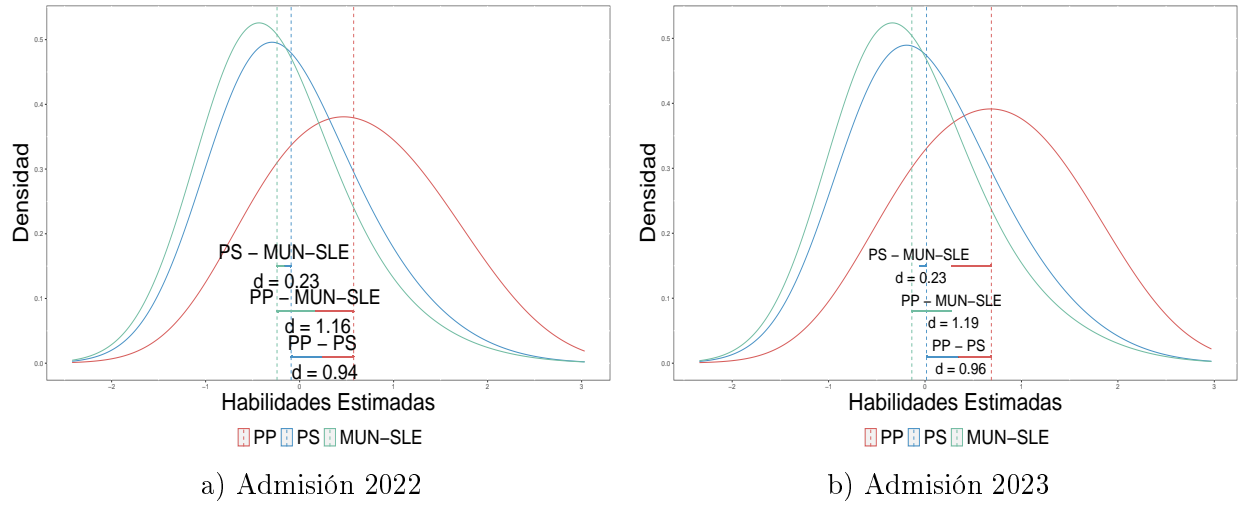 Densidad
0.5
0.4
0.3
0.2
0.1
0.0
PS − MUN−SLE
d = 0.23
PP − MUN−SLE
d = 1.16
PP − PS
d = 0.94
−2 −1 0 1 2 3
Habilidades Estimadas
PP PS MUN−SLE
a) Admisión 2022
Densidad
0.5
0.4
0.3
0.2
0.1
0.0
PS − MUN−SLE
d = 0.23
PP − MUN−SLE
d = 1.19
PP − PS
d = 0.96
−2 −1 0 1 2 3
Habilidades Estimadas
PP PS MUN−SLE
b) Admisión 2023